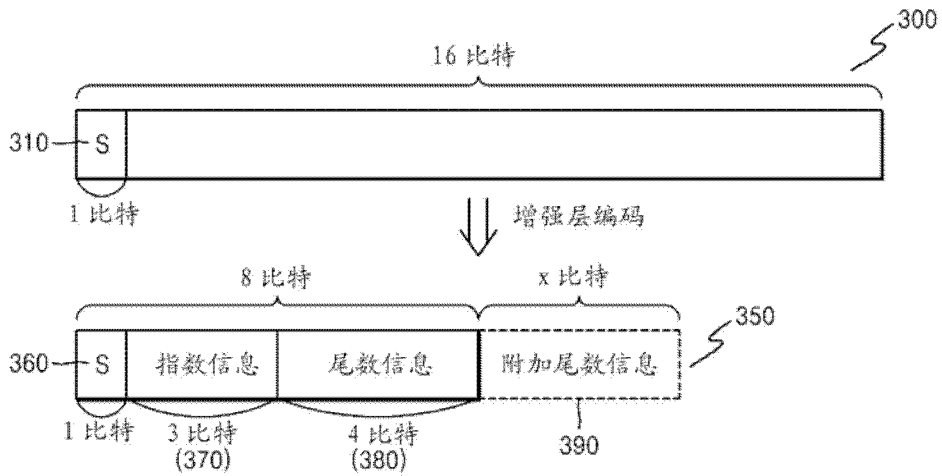 300
16 比特
310
S
1 比特
增强层编码
8 比特
x 比特
350
360
S
指数信息
尾数信息
附加尾数信息
1 比特
3 比特
(370)
4 比特
(380)
390